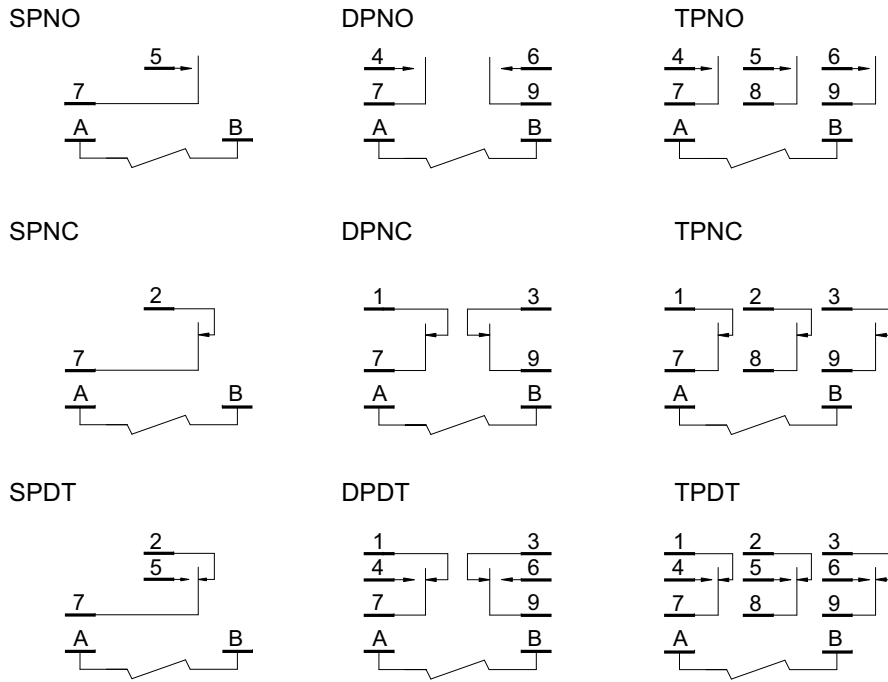 SPNO DPNO TPNO
5 4 6 4 5 6
7 7 9 7 8 9
A B A B A B
SPNC DPNC TPNC
2 1 3 1 2 3
7 7 9 7 8 9
A B A B A B
SPDT DPDT TPDT
2 1 3 1 2 3
5 4 6 4 5 6
7 7 9 7 8 9
A B A B A B